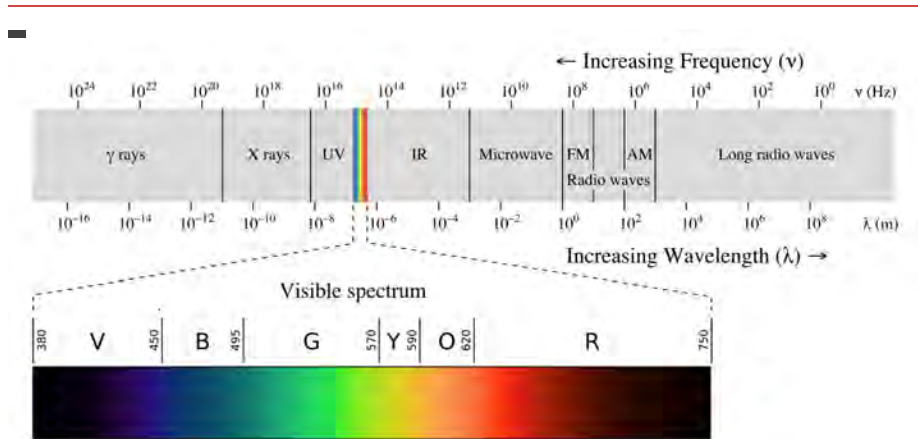 ← Increasing Frequency (ν)
10²⁴ 10²² 10²⁰ 10¹⁸ 10¹⁶ 10¹⁴ 10¹² 10¹⁰ 10⁸ 10⁶ 10⁴ 10² 10⁰ ν (Hz)
γ rays X rays UV IR Microwave FM AM Long radio waves
Radio waves
10⁻¹⁶ 10⁻¹⁴ 10⁻¹² 10⁻¹⁰ 10⁻⁸ 10⁻⁶ 10⁻⁴ 10⁻² 10⁰ 10² 10⁴ 10⁶ 10⁸ λ (m)
Increasing Wavelength (λ) →
Visible spectrum
380 V 450 B 495 G 570 Y 590 O 620 R 750